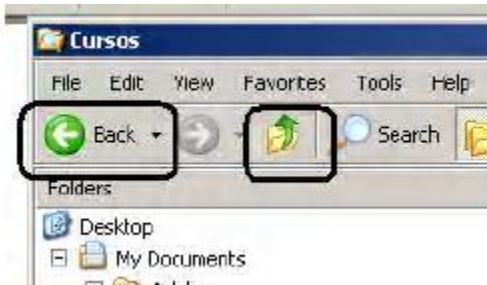 Cursos
File Edit View Favorites Tools Help
Back Search
Folders
Desktop
My Documents